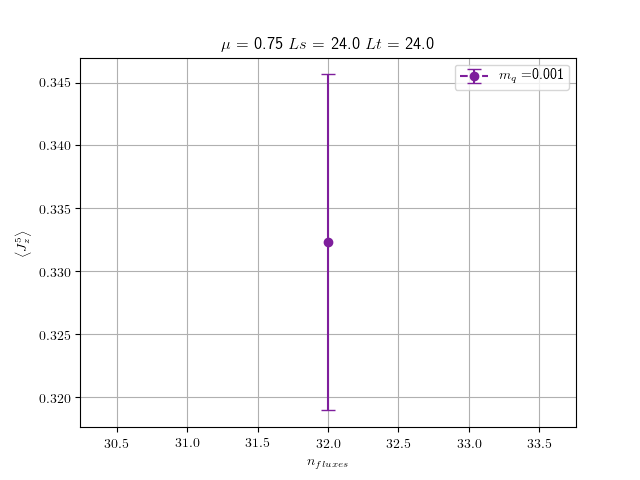 μ = 0.75 Ls = 24.0 Lt = 24.0
m_q =0.001
⟨J_z^5⟩
0.345
0.340
0.335
0.330
0.325
0.320
30.5 31.0 31.5 32.0 32.5 33.0 33.5
n_fluxes